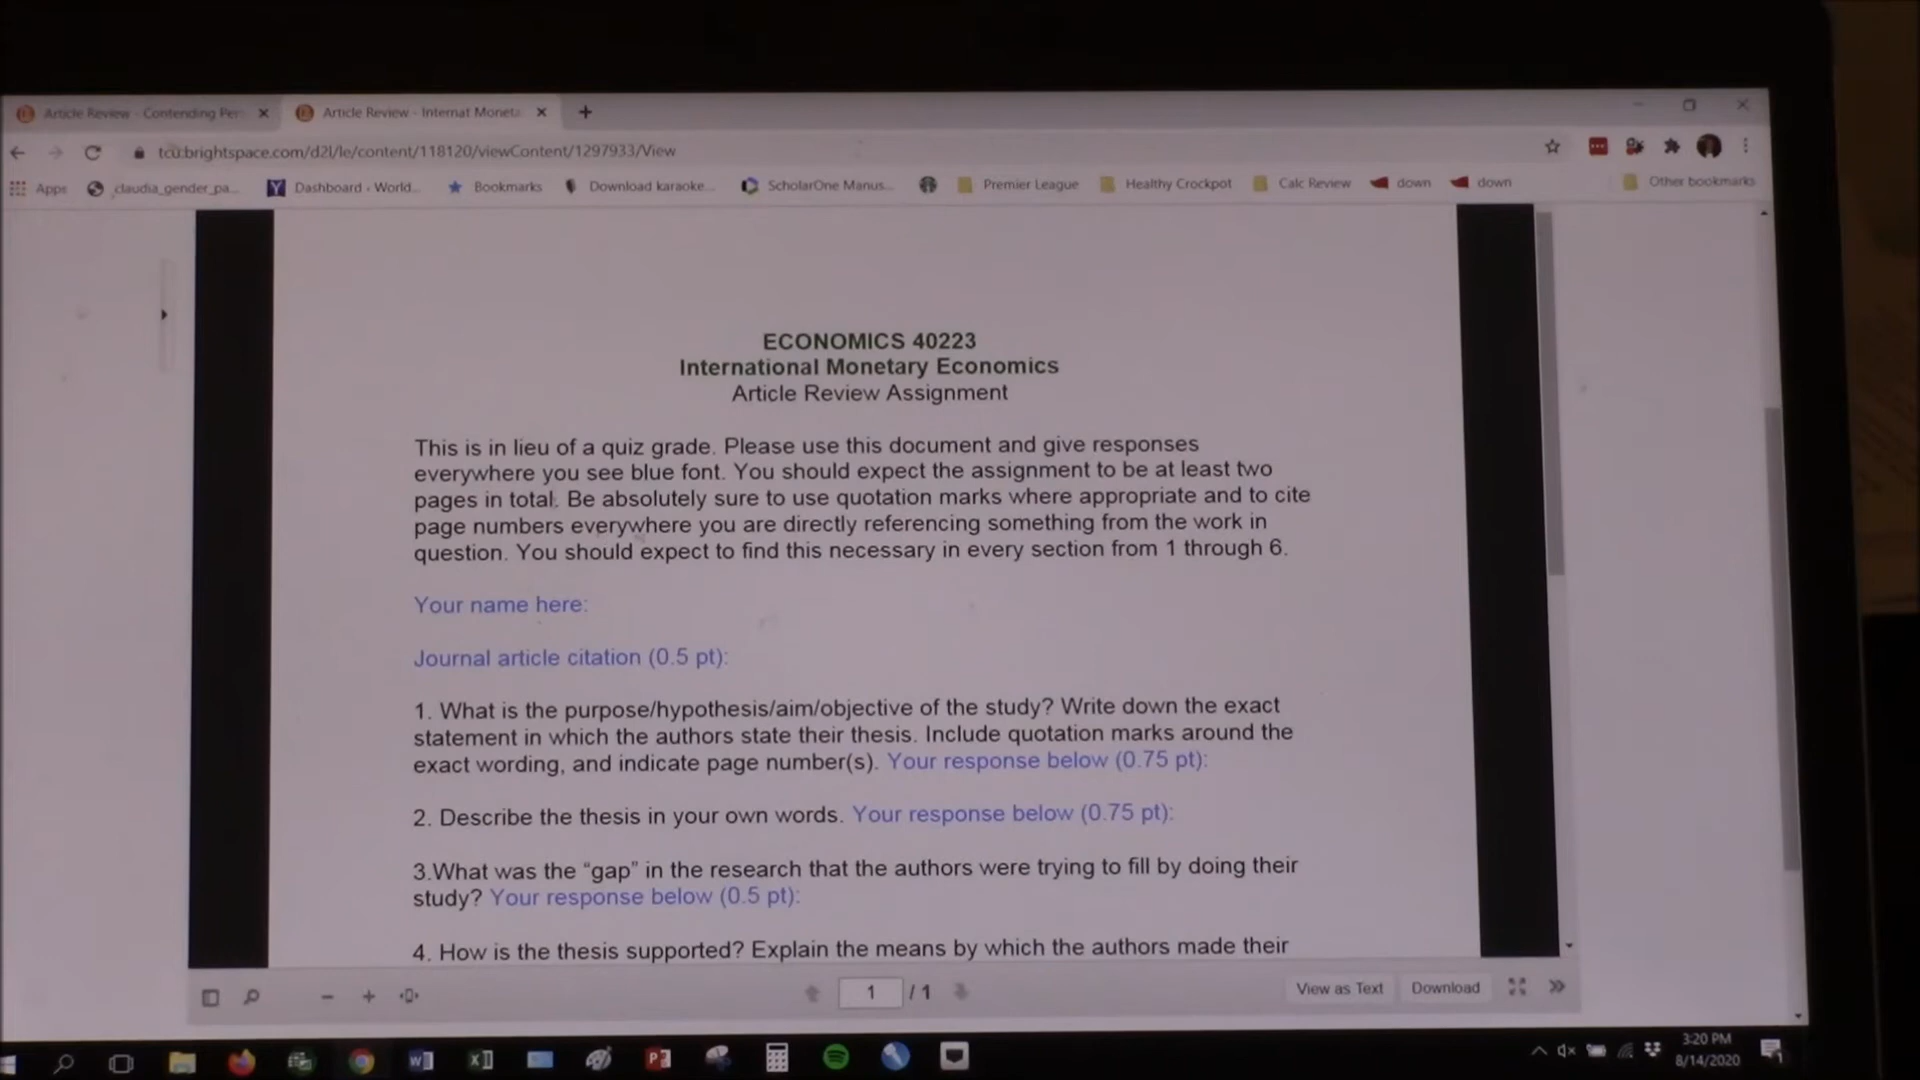 Article Review - Contending Per
Article Review - Internat Moneta
tcu.brightspace.com/d2l/le/content/118120/viewContent/1297933/View
Apps
claudia_gender_pa...
Dashboard - World...
Bookmarks
Download karaoke...
ScholarOne Manus...
Premier League
Healthy Crockpot
Calc Review
down
down
Other bookmarks
ECONOMICS 40223
International Monetary Economics
Article Review Assignment
This is in lieu of a quiz grade. Please use this document and give responses
everywhere you see blue font. You should expect the assignment to be at least two
pages in total. Be absolutely sure to use quotation marks where appropriate and to cite
page numbers everywhere you are directly referencing something from the work in
question. You should expect to find this necessary in every section from 1 through 6.
Your name here:
Journal article citation (0.5 pt):
1. What is the purpose/hypothesis/aim/objective of the study? Write down the exact
statement in which the authors state their thesis. Include quotation marks around the
exact wording, and indicate page number(s). Your response below (0.75 pt):
2. Describe the thesis in your own words. Your response below (0.75 pt):
3.What was the “gap” in the research that the authors were trying to fill by doing their
study? Your response below (0.5 pt):
4. How is the thesis supported? Explain the means by which the authors made their
1 / 1
View as Text
Download
3:20 PM
8/14/2020